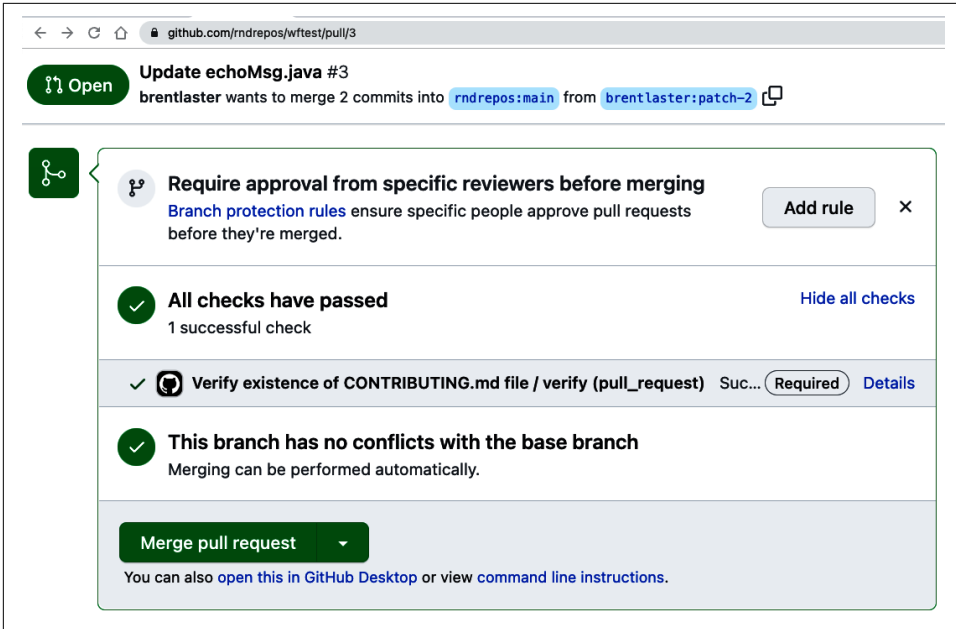 github.com/rndrepos/wftest/pull/3
Open
Update echoMsg.java #3
brentlaster wants to merge 2 commits into rndrepos:main from brentlaster:patch-2
Require approval from specific reviewers before merging
Branch protection rules ensure specific people approve pull requests
before they're merged.
Add rule
All checks have passed
Hide all checks
1 successful check
Verify existence of CONTRIBUTING.md file / verify (pull_request) Suc... Required Details
This branch has no conflicts with the base branch
Merging can be performed automatically.
Merge pull request
You can also open this in GitHub Desktop or view command line instructions.